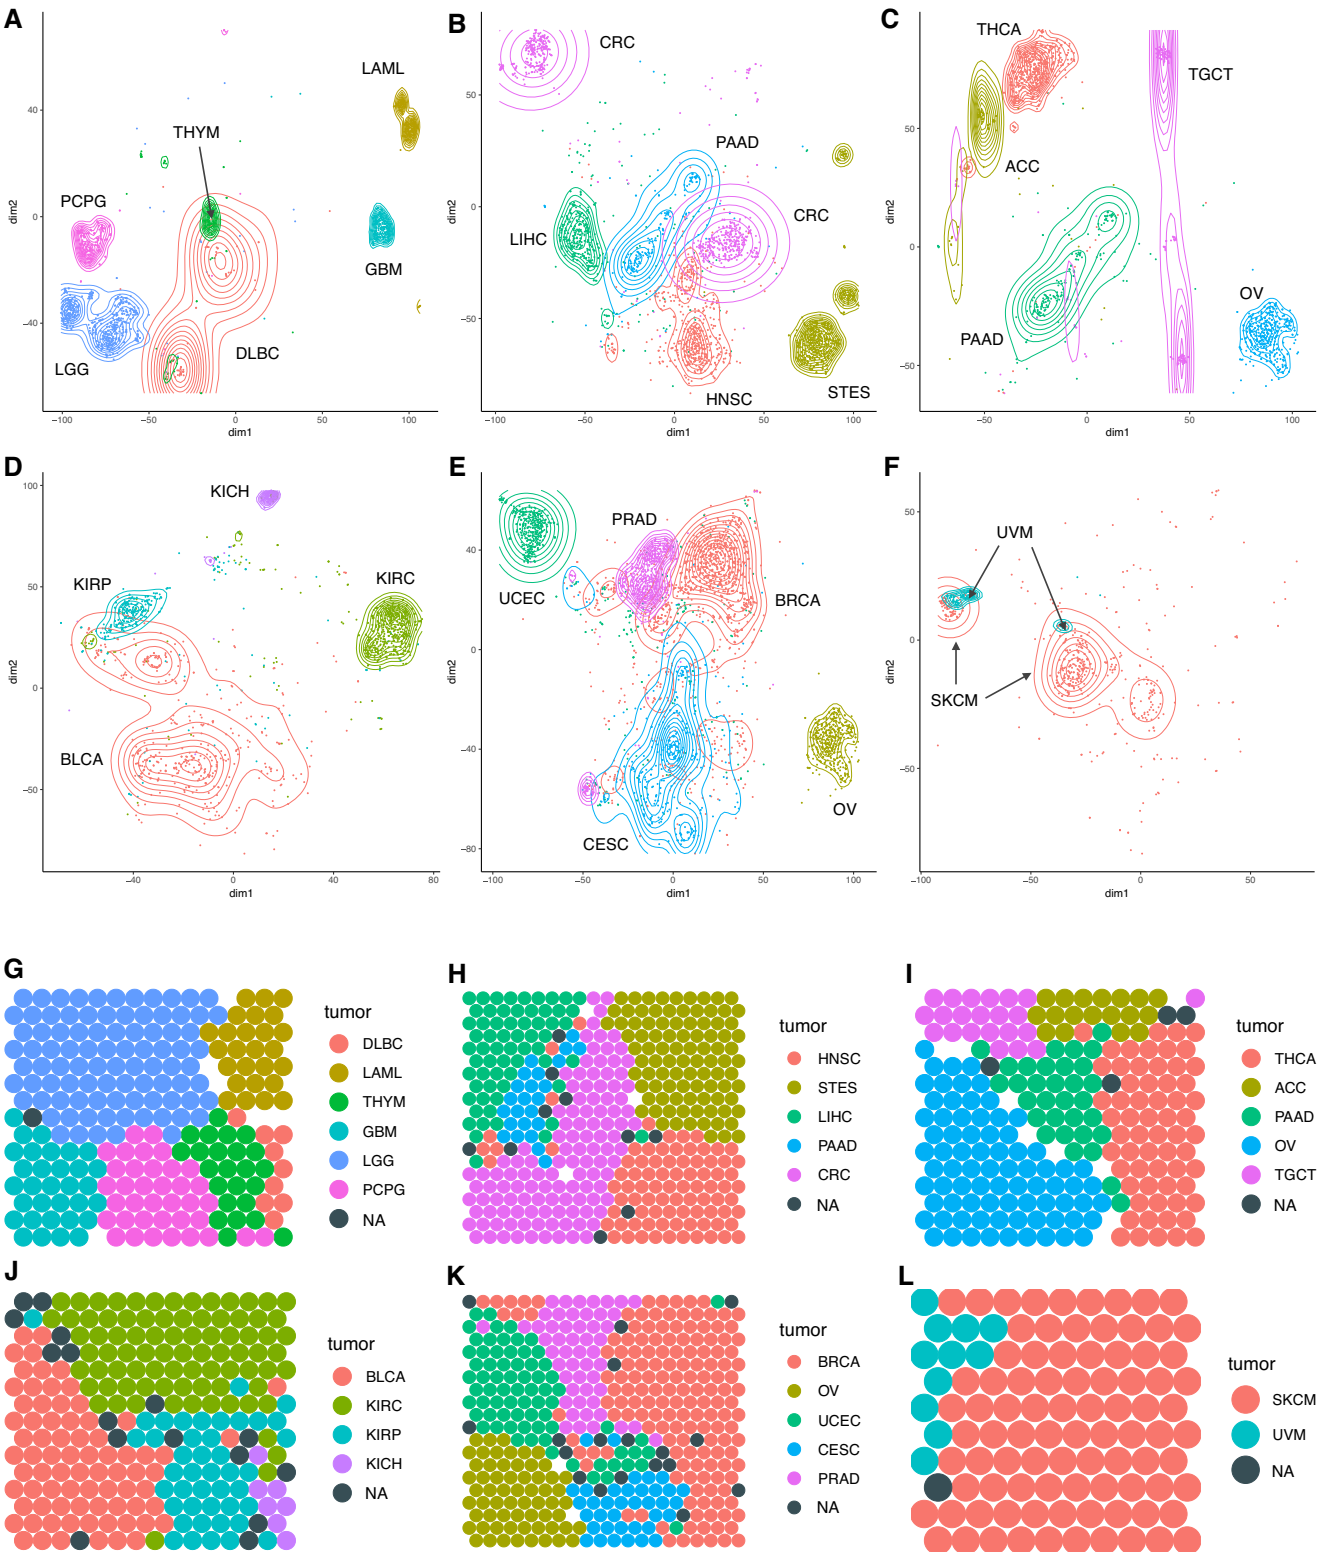 A
LAML
THYM
PCPG
GBM
LGG
DLBC
40
0
−40
dim2
−100
−50
0
50
100
dim1
B
CRC
PAAD
CRC
LIHC
HNSC
STES
50
0
−50
dim2
−100
−50
0
50
100
dim1
C
THCA
TGCT
ACC
PAAD
OV
50
0
−50
dim2
−50
0
50
100
dim1
D
KICH
KIRP
KIRC
BLCA
100
50
0
−50
dim2
−40
0
40
80
dim1
E
PRAD
UCEC
BRCA
OV
CESC
40
0
−40
−80
dim2
−100
−50
0
50
100
dim1
F
UVM
SKCM
50
0
−50
dim2
−100
−50
0
50
dim1
G
tumor
DLBC
LAML
THYM
GBM
LGG
PCPG
NA
H
tumor
HNSC
STES
LIHC
PAAD
CRC
NA
I
tumor
THCA
ACC
PAAD
OV
TGCT
NA
J
tumor
BLCA
KIRC
KIRP
KICH
NA
K
tumor
BRCA
OV
UCEC
CESC
PRAD
NA
L
tumor
SKCM
UVM
NA